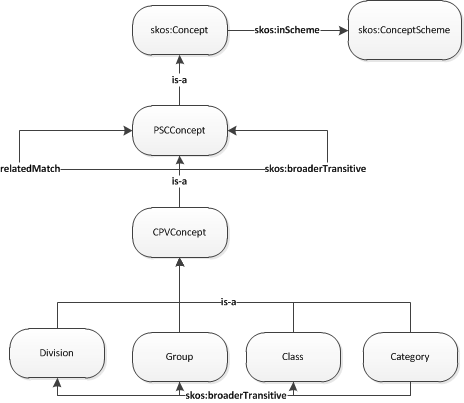 skos:Concept
skos:inScheme
skos:ConceptScheme
is-a
PSCConcept
relatedMatch
skos:broaderTransitive
is-a
CPVConcept
is-a
Division
Group
Class
Category
skos:broaderTransitive